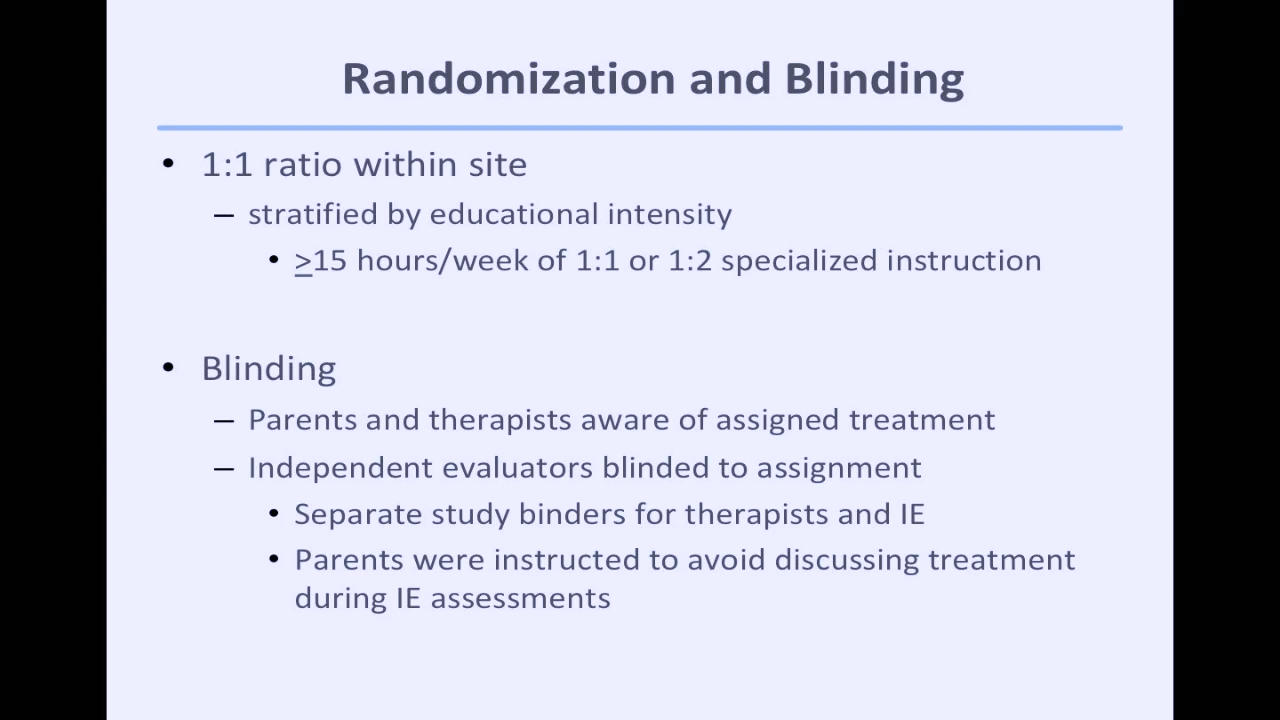 Randomization and Blinding
• 1:1 ratio within site
– stratified by educational intensity
• ≥15 hours/week of 1:1 or 1:2 specialized instruction
• Blinding
– Parents and therapists aware of assigned treatment
– Independent evaluators blinded to assignment
• Separate study binders for therapists and IE
• Parents were instructed to avoid discussing treatment
during IE assessments